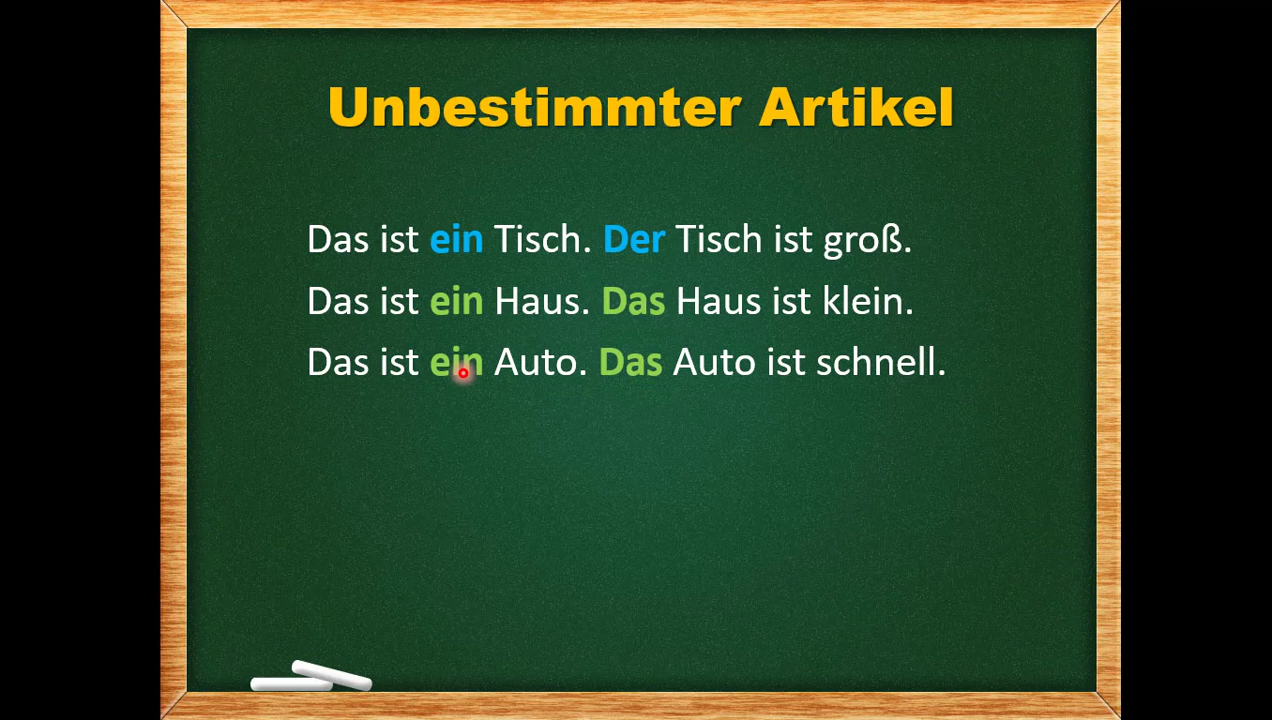 Unbestimmter Artikel
Das ist ein Tisch. Der Tisch ist groß.
Das ist ein Haus. Das Haus ist klein.
Das ist ein Auto. Das Auto ist schnell.